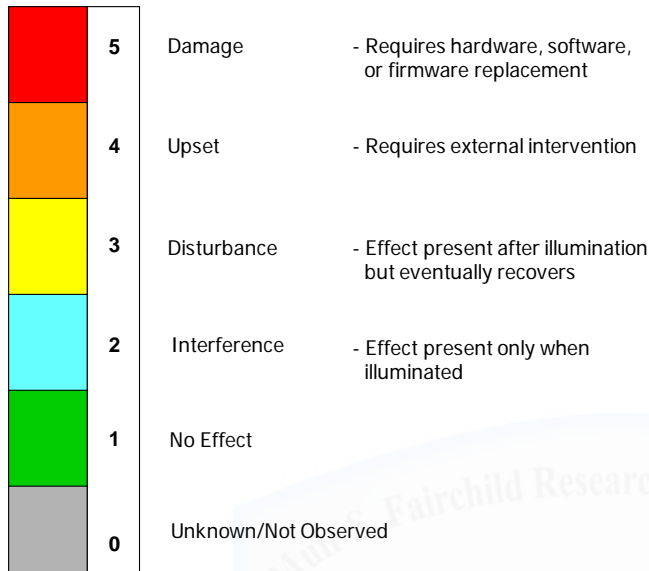 5 Damage - Requires hardware, software,
or firmware replacement
4 Upset - Requires external intervention
3 Disturbance - Effect present after illumination
but eventually recovers
2 Interference - Effect present only when
illuminated
1 No Effect
0 Unknown/Not Observed
Muir S. Fairchild Researc